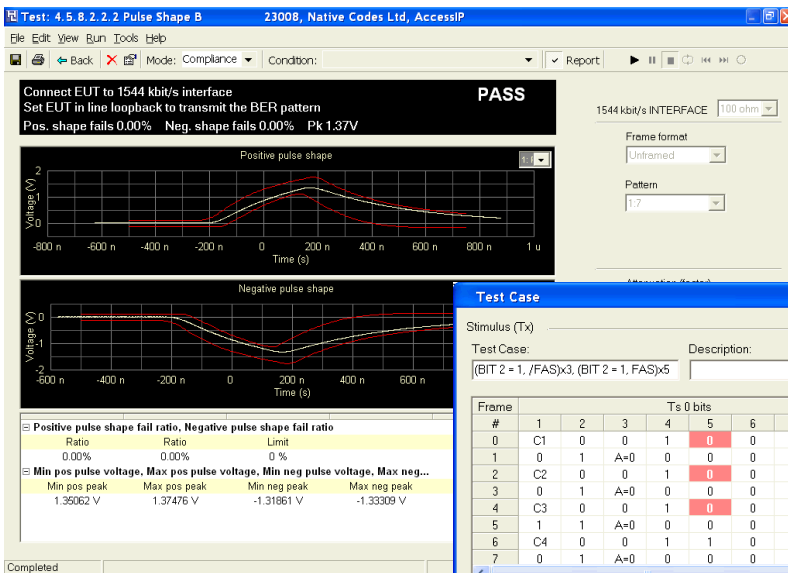 Test: 4.5.8.2.2.2 Pulse Shape B 23008, Native Codes Ltd, AccessIP
File Edit View Run Tools Help
Back Mode: Compliance Condition: Report
Connect EUT to 1544 kbit/s interface
Set EUT in line loopback to transmit the BER pattern
Pos. shape fails 0.00% Neg. shape fails 0.00% Pk 1.37V
PASS
1544 kbit/s INTERFACE 100 ohm
Frame format
Unframed
Pattern
1:7
Positive pulse shape
Voltage (V)
2
1
0
-800 n -600 n -400 n -200 n 0 200 n 400 n 600 n 800 n 1 u
Time (s)
Negative pulse shape
Voltage (V)
0
-1
-2
-600 n -400 n -200 n 0 200 n 400 n 600 n
Time (s)
Positive pulse shape fail ratio, Negative pulse shape fail ratio
Ratio Ratio Limit
0.00% 0.00% 0 %
Min pos pulse voltage, Max pos pulse voltage, Min neg pulse voltage, Max neg...
Min pos peak Max pos peak Min neg peak Max neg peak
1.35062 V 1.37476 V -1.31861 V -1.33309 V
Completed
Test Case
Stimulus (Tx)
Test Case: Description:
(BIT 2 = 1, /FAS)x3, (BIT 2 = 1, FAS)x5
Frame Ts 0 bits
# 1 2 3 4 5 6
0 C1 0 0 1 0 0
1 0 1 A=0 0 0 0
2 C2 0 0 1 0 0
3 0 1 A=0 0 0 0
4 C3 0 0 1 0 0
5 1 1 A=0 0 0 0
6 C4 0 0 1 1 0
7 0 1 A=0 0 0 0